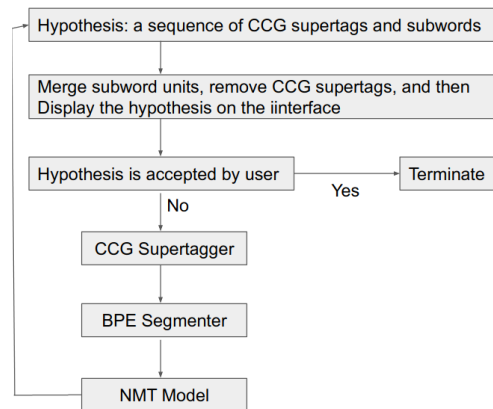 Hypothesis: a sequence of CCG supertags and subwords
Merge subword units, remove CCG supertags, and then
Display the hypothesis on the iinterface
Hypothesis is accepted by user
Terminate
Yes
No
CCG Supertagger
BPE Segmenter
NMT Model